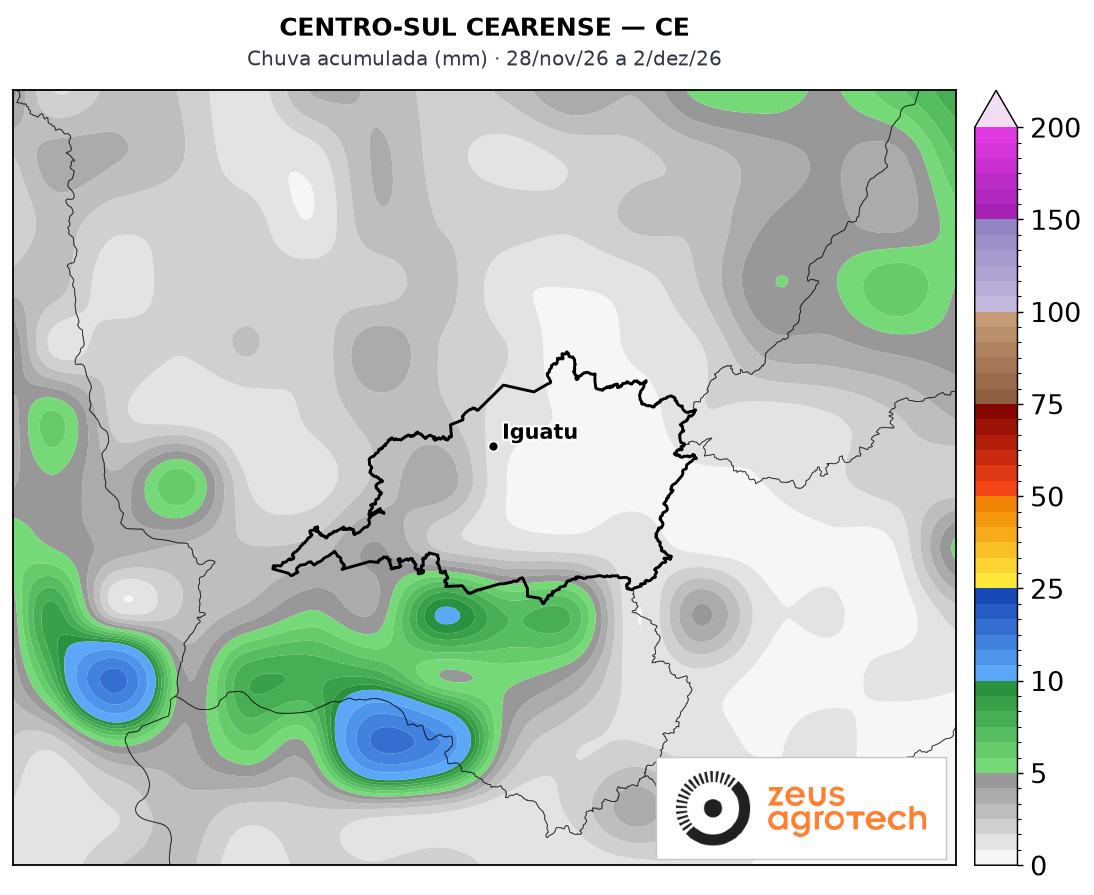 CENTRO-SUL CEARENSE — CE
Chuva acumulada (mm) · 28/nov/26 a 2/dez/26
Iguatu
200
150
100
75
50
25
10
5
0
zeus
agrotech